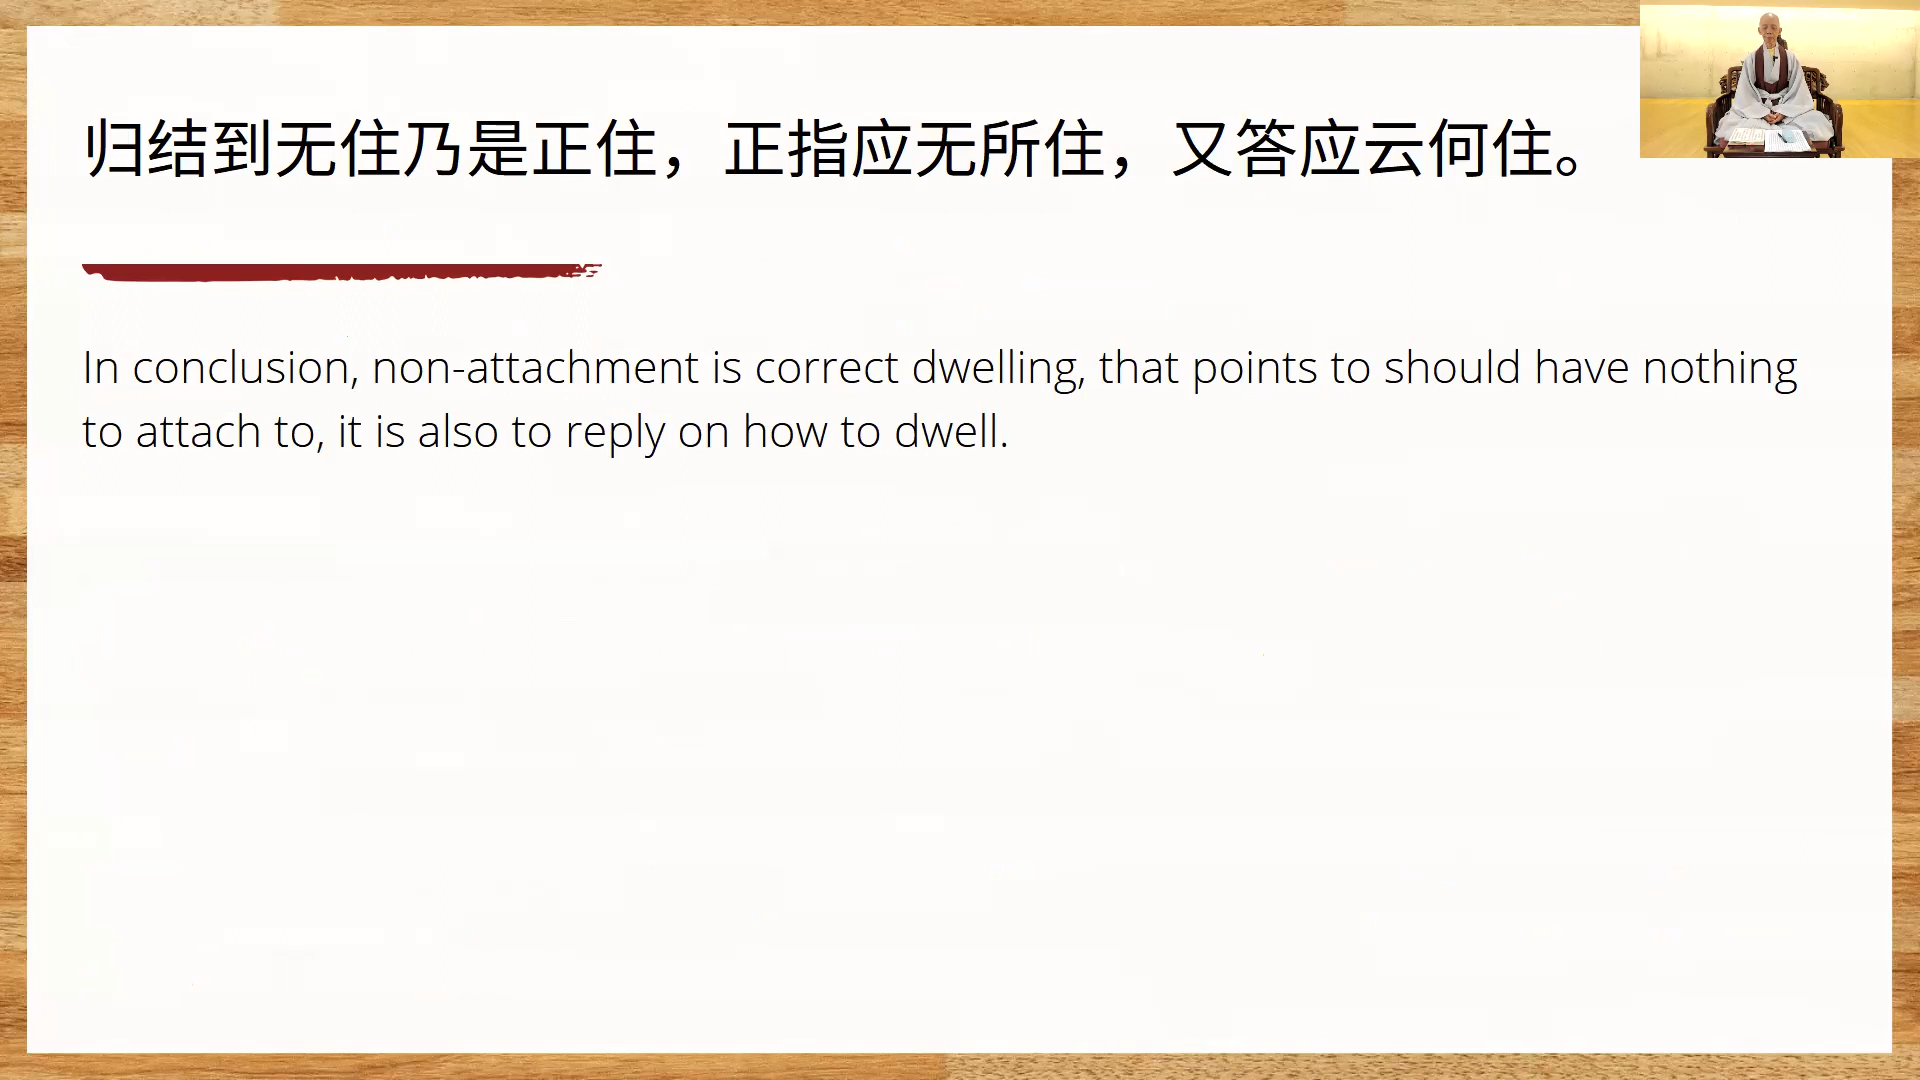 归结到无住乃是正住，正指应无所住，又答应云何住。
In conclusion, non-attachment is correct dwelling, that points to should have nothing
to attach to, it is also to reply on how to dwell.